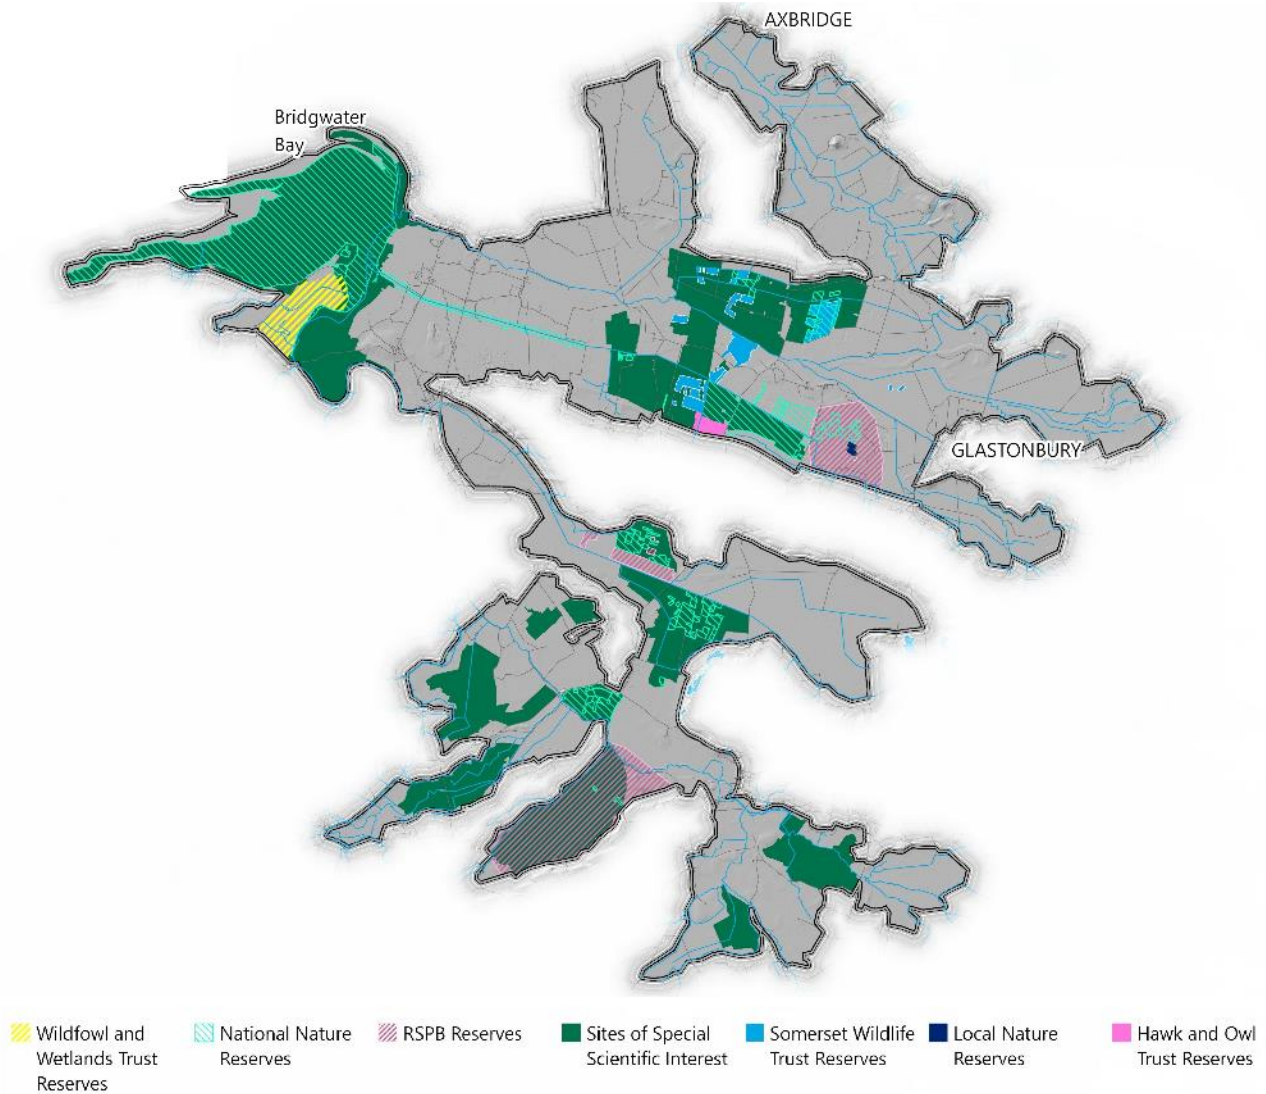 AXBRIDGE
Bridgwater
Bay
GLASTONBURY
Wildfowl and
Wetlands Trust
Reserves
National Nature
Reserves
RSPB Reserves
Sites of Special
Scientific Interest
Somerset Wildlife
Trust Reserves
Local Nature
Reserves
Hawk and Owl
Trust Reserves